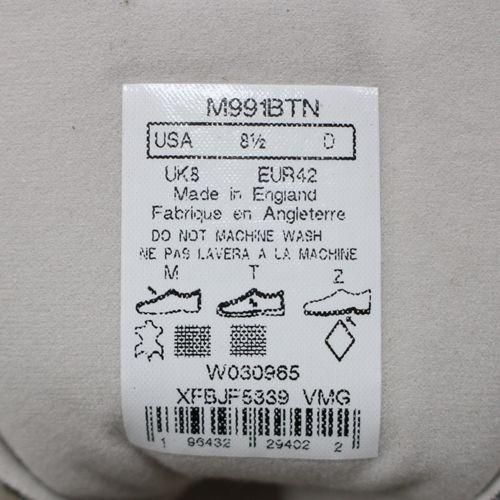 M991BTN
USA 8½ D
UK8 EUR42
Made in England
Fabrique en Angleterre
DO NOT MACHINE WASH
NE PAS LAVERA A LA MACHINE
M T Z
W030965
XFBJF5339 VMG
1 96432 29402 2